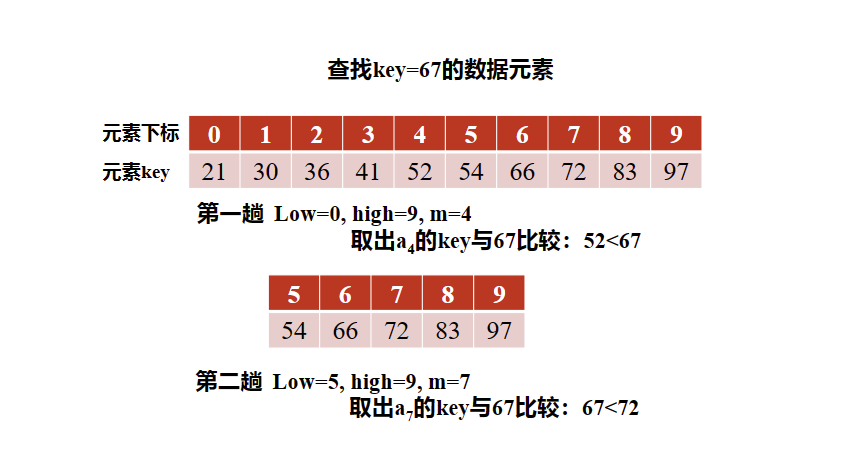 查找key=67的数据元素
元素下标 0 1 2 3 4 5 6 7 8 9
元素key 21 30 36 41 52 54 66 72 83 97
第一趟 Low=0, high=9, m=4
取出a4的key与67比较：52<67
5 6 7 8 9
54 66 72 83 97
第二趟 Low=5, high=9, m=7
取出a7的key与67比较：67<72